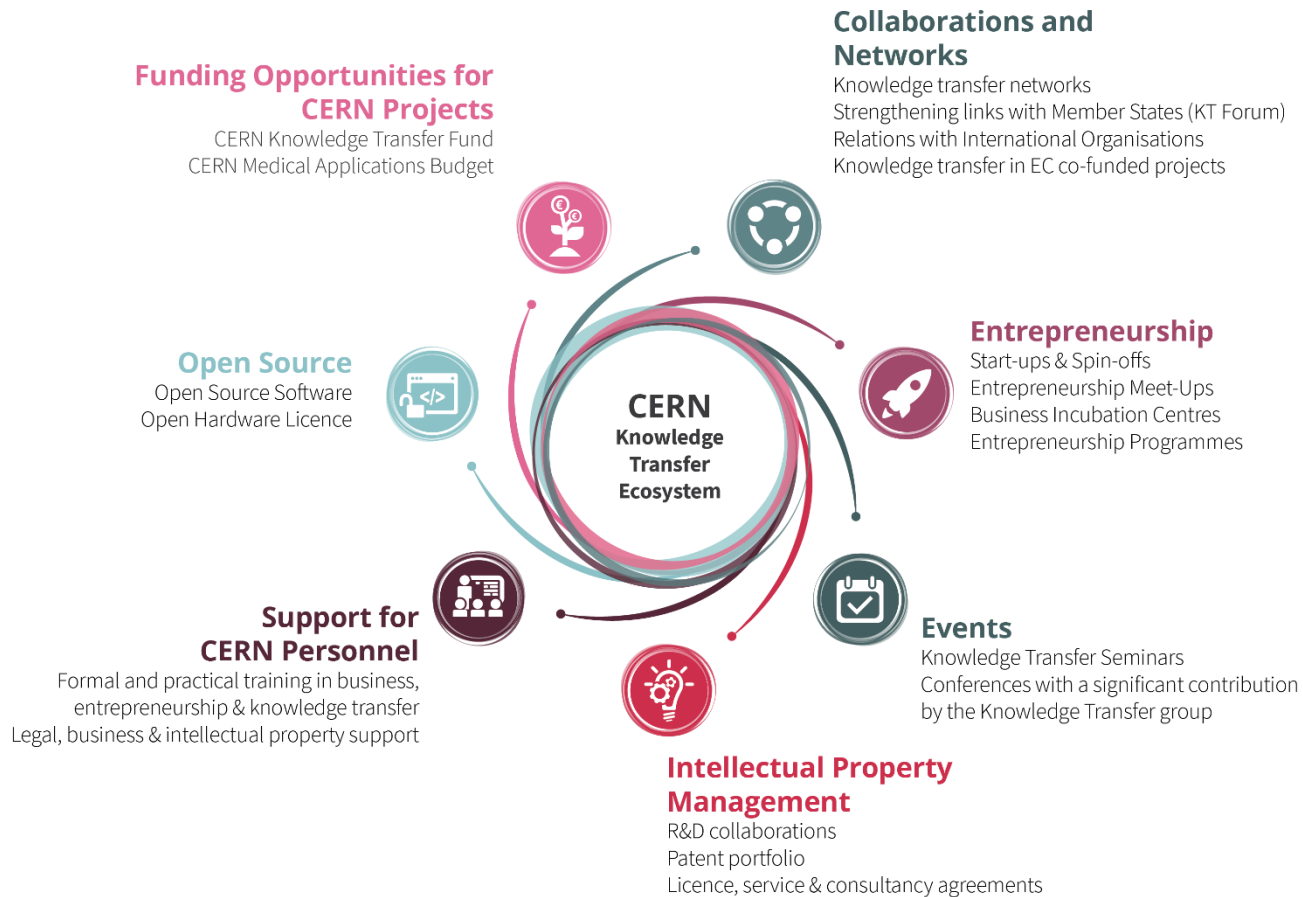 Collaborations and
Networks
Knowledge transfer networks
Strengthening links with Member States (KT Forum)
Relations with International Organisations
Knowledge transfer in EC co-funded projects
Funding Opportunities for
CERN Projects
CERN Knowledge Transfer Fund
CERN Medical Applications Budget
Entrepreneurship
Start-ups & Spin-offs
Entrepreneurship Meet-Ups
Business Incubation Centres
Entrepreneurship Programmes
Open Source
Open Source Software
Open Hardware Licence
CERN
Knowledge
Transfer
Ecosystem
Support for
CERN Personnel
Formal and practical training in business,
entrepreneurship & knowledge transfer
Legal, business & intellectual property support
Events
Knowledge Transfer Seminars
Conferences with a significant contribution
by the Knowledge Transfer group
Intellectual Property
Management
R&D collaborations
Patent portfolio
Licence, service & consultancy agreements